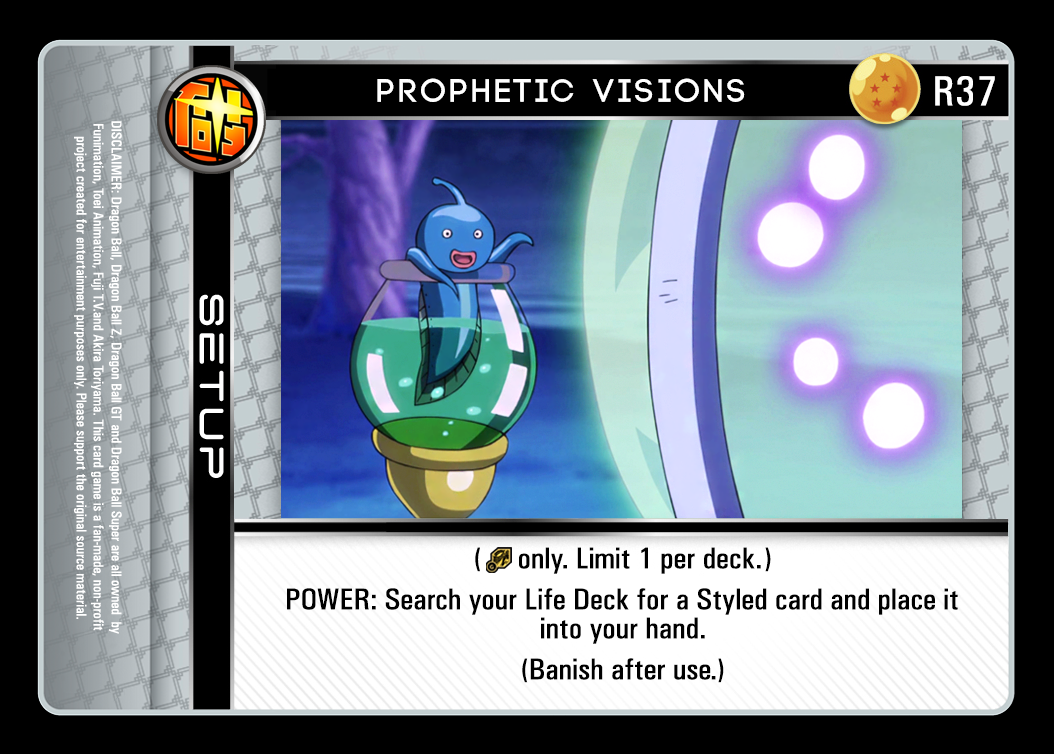 PROPHETIC VISIONS
R37
SETUP
( only. Limit 1 per deck.)
POWER: Search your Life Deck for a Styled card and place it
into your hand.
(Banish after use.)
DISCLAIMER: Dragon Ball, Dragon Ball Z, Dragon Ball GT and Dragon Ball Super are all owned by
Funimation, Toei Animation, Fuji T.V.and Akira Toriyama. This card game is a fan-made, non-profit
project created for entertainment purposes only. Please support the original source material.